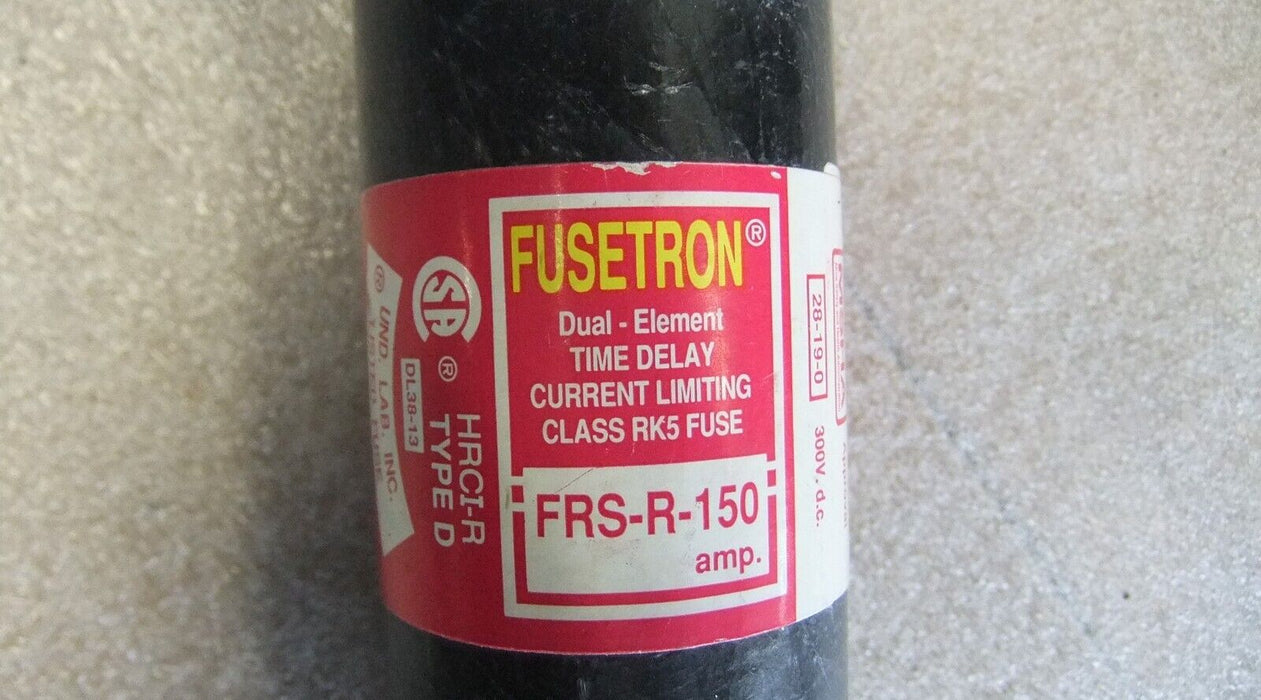 FUSETRON®
Dual - Element
TIME DELAY
CURRENT LIMITING
CLASS RK5 FUSE
FRS-R-150
amp.
® HRCI-R
TYPE D
DL38-13
® UND. LAB. INC.
28-19-0 300V. d.c.
Approval